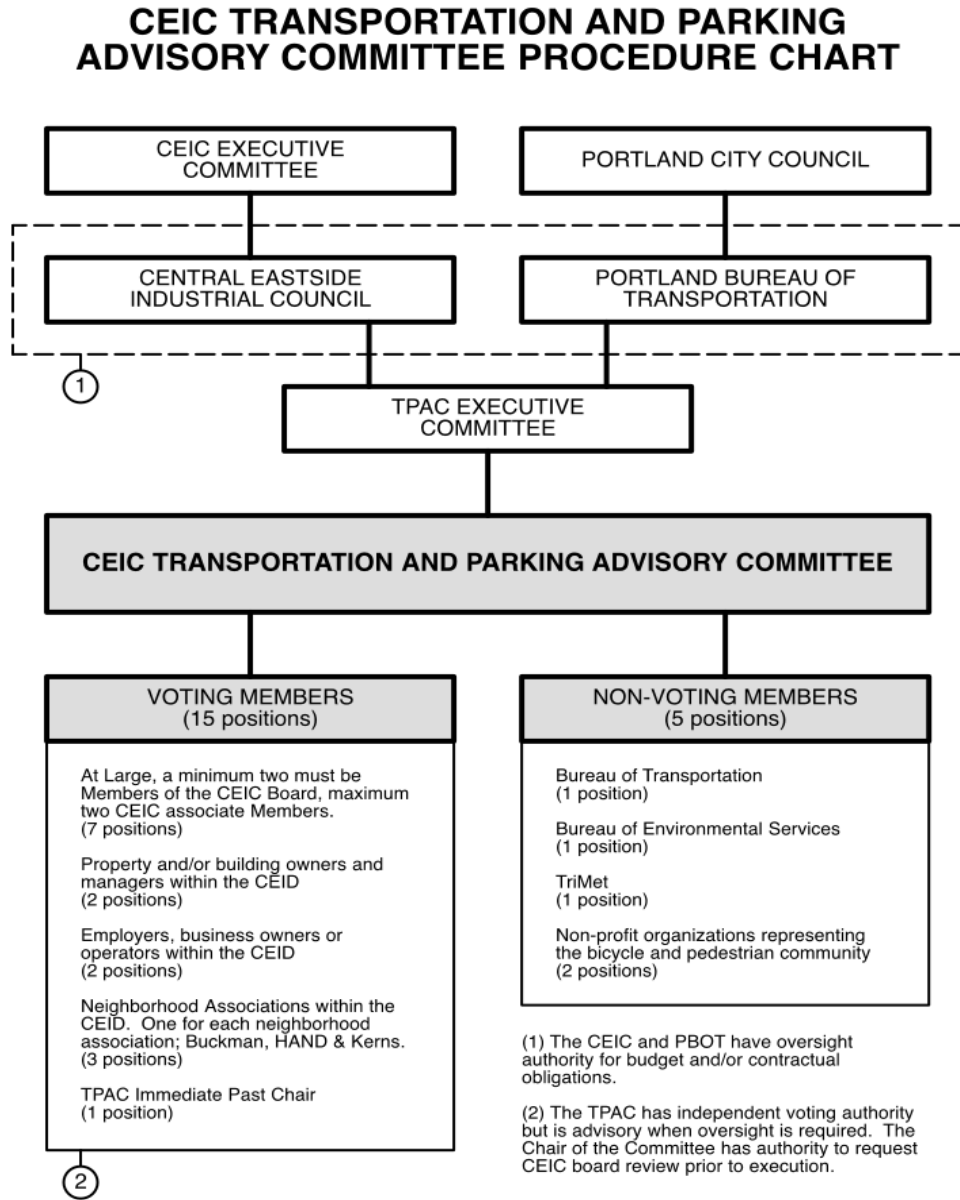 CEIC TRANSPORTATION AND PARKING
ADVISORY COMMITTEE PROCEDURE CHART
CEIC EXECUTIVE
COMMITTEE
PORTLAND CITY COUNCIL
CENTRAL EASTSIDE
INDUSTRIAL COUNCIL
PORTLAND BUREAU OF
TRANSPORTATION
1
TPAC EXECUTIVE
COMMITTEE
CEIC TRANSPORTATION AND PARKING ADVISORY COMMITTEE
VOTING MEMBERS
(15 positions)
At Large, a minimum two must be
Members of the CEIC Board, maximum
two CEIC associate Members.
(7 positions)
Property and/or building owners and
managers within the CEID
(2 positions)
Employers, business owners or
operators within the CEID
(2 positions)
Neighborhood Associations within the
CEID.  One for each neighborhood
association; Buckman, HAND & Kerns.
(3 positions)
TPAC Immediate Past Chair
(1 position)
2
NON-VOTING MEMBERS
(5 positions)
Bureau of Transportation
(1 position)
Bureau of Environmental Services
(1 position)
TriMet
(1 position)
Non-profit organizations representing
the bicycle and pedestrian community
(2 positions)
(1) The CEIC and PBOT have oversight
authority for budget and/or contractual
obligations.
(2) The TPAC has independent voting authority
but is advisory when oversight is required.  The
Chair of the Committee has authority to request
CEIC board review prior to execution.